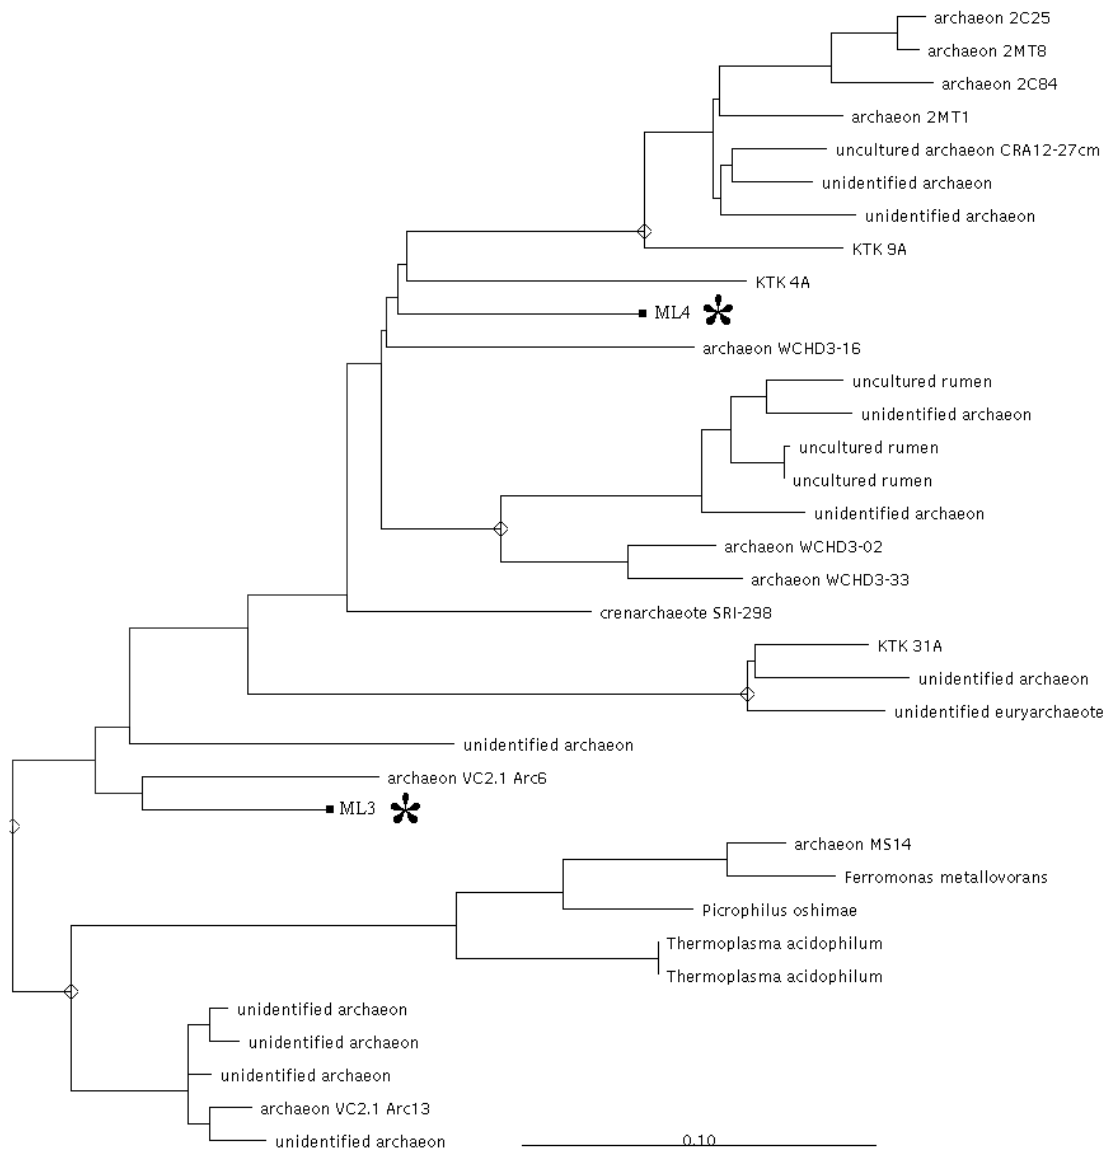 archaeon 2C25
archaeon 2MT8
archaeon 2C84
archaeon 2MT1
uncultured archaeon CRA12-27cm
unidentified archaeon
unidentified archaeon
KTK 9A
KTK 4A
ML4
archaeon WCHD3-16
uncultured rumen
unidentified archaeon
uncultured rumen
uncultured rumen
unidentified archaeon
archaeon WCHD3-02
archaeon WCHD3-33
crenarchaeote SRI-298
KTK 31A
unidentified archaeon
unidentified euryarchaeote
unidentified archaeon
archaeon VC2.1 Arc6
ML3
archaeon MS14
Ferromonas metallovorans
Picrophilus oshimae
Thermoplasma acidophilum
Thermoplasma acidophilum
unidentified archaeon
unidentified archaeon
unidentified archaeon
archaeon VC2.1 Arc13
unidentified archaeon
0.10